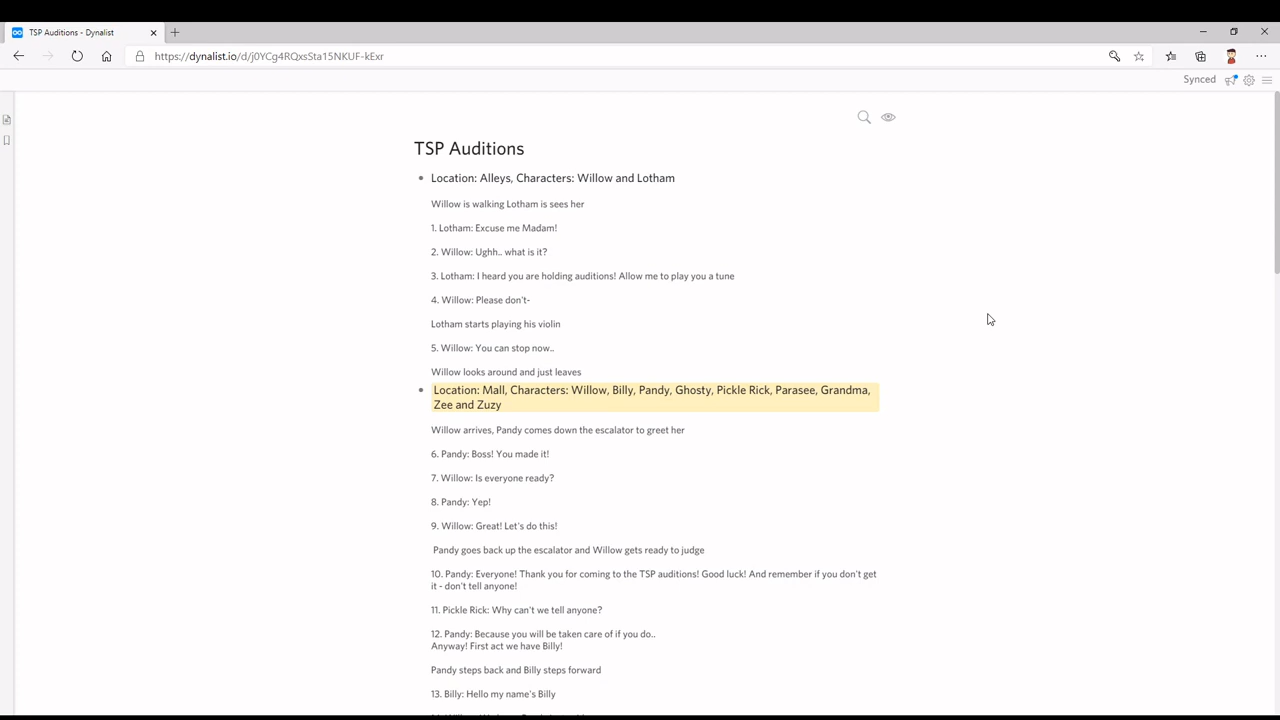 TSP Auditions - Dynalist
https://dynalist.io/d/j0YCg4RQxsSta15NKUF-kExr
Synced
TSP Auditions
Location: Alleys, Characters: Willow and Lotham
Willow is walking Lotham is sees her
1. Lotham: Excuse me Madam!
2. Willow: Ughh.. what is it?
3. Lotham: I heard you are holding auditions! Allow me to play you a tune
4. Willow: Please don't-
Lotham starts playing his violin
5. Willow: You can stop now..
Willow looks around and just leaves
Location: Mall, Characters: Willow, Billy, Pandy, Ghosty, Pickle Rick, Parasee, Grandma,
Zee and Zuzy
Willow arrives, Pandy comes down the escalator to greet her
6. Pandy: Boss! You made it!
7. Willow: Is everyone ready?
8. Pandy: Yep!
9. Willow: Great! Let's do this!
Pandy goes back up the escalator and Willow gets ready to judge
10. Pandy: Everyone! Thank you for coming to the TSP auditions! Good luck! And remember if you don't get
it - don't tell anyone!
11. Pickle Rick: Why can't we tell anyone?
12. Pandy: Because you will be taken care of if you do..
Anyway! First act we have Billy!
Pandy steps back and Billy steps forward
13. Billy: Hello my name's Billy